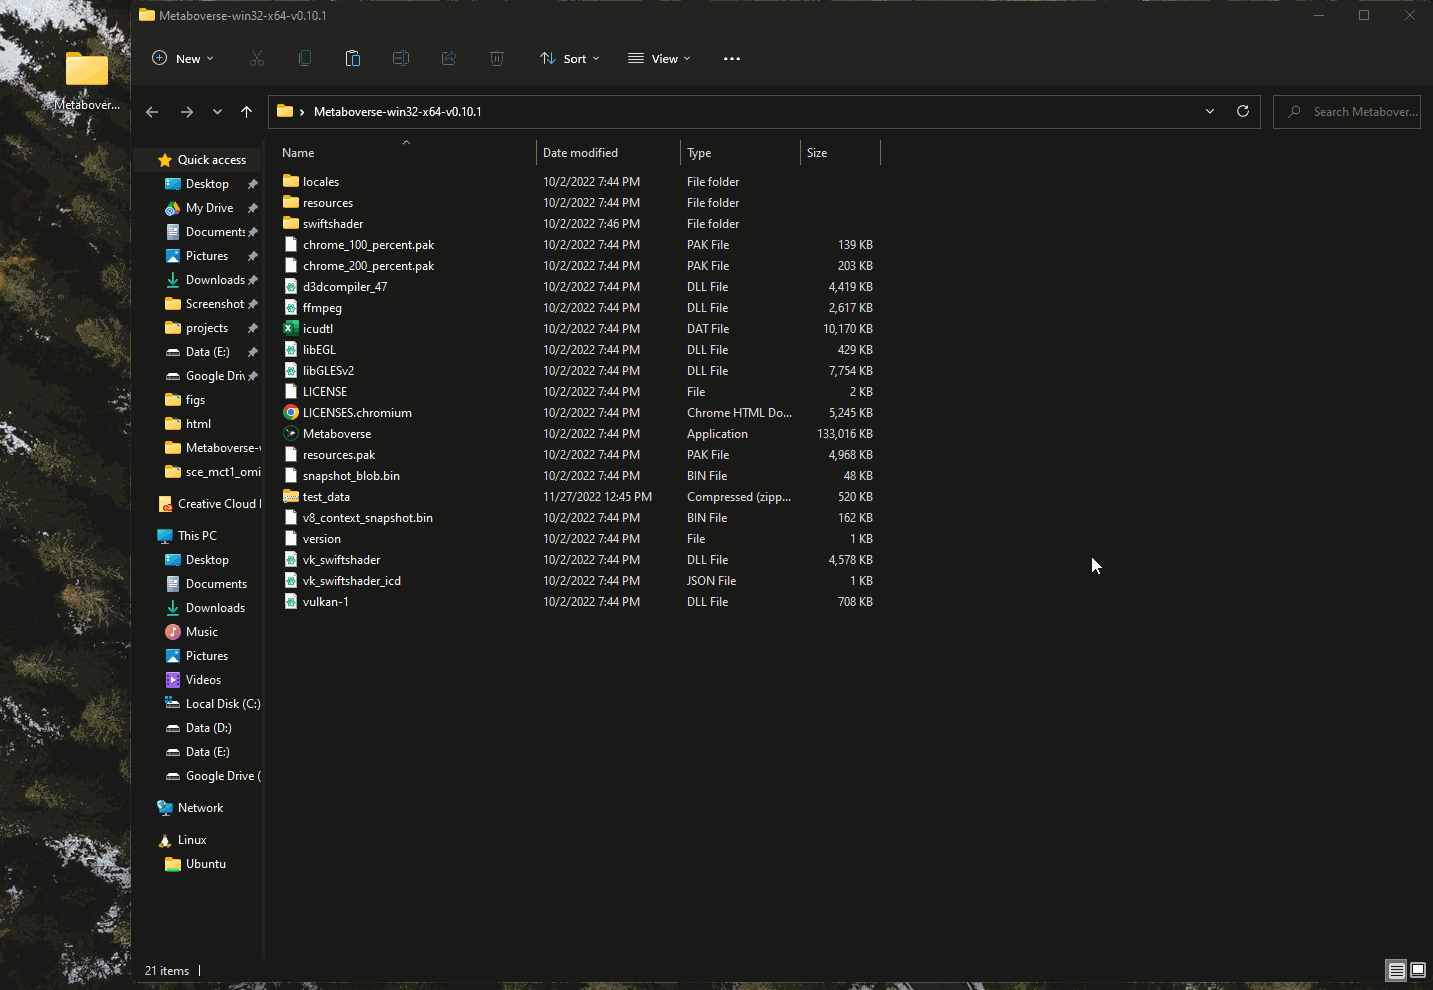 Metaboverse-win32-x64-v0.10.1
Metabover...
New
Sort
View
Metaboverse-win32-x64-v0.10.1
Search Metabover...
Name
Date modified
Type
Size
locales 10/2/2022 7:44 PM File folder
resources 10/2/2022 7:44 PM File folder
swiftshader 10/2/2022 7:46 PM File folder
chrome_100_percent.pak 10/2/2022 7:44 PM PAK File 139 KB
chrome_200_percent.pak 10/2/2022 7:44 PM PAK File 203 KB
d3dcompiler_47 10/2/2022 7:44 PM DLL File 4,419 KB
ffmpeg 10/2/2022 7:44 PM DLL File 2,617 KB
icudtl 10/2/2022 7:44 PM DAT File 10,170 KB
libEGL 10/2/2022 7:44 PM DLL File 429 KB
libGLESv2 10/2/2022 7:44 PM DLL File 7,754 KB
LICENSE 10/2/2022 7:44 PM File 2 KB
LICENSES.chromium 10/2/2022 7:44 PM Chrome HTML Do... 5,245 KB
Metaboverse 10/2/2022 7:44 PM Application 133,016 KB
resources.pak 10/2/2022 7:44 PM PAK File 4,968 KB
snapshot_blob.bin 10/2/2022 7:44 PM BIN File 48 KB
test_data 11/27/2022 12:45 PM Compressed (zipp... 520 KB
v8_context_snapshot.bin 10/2/2022 7:44 PM BIN File 162 KB
version 10/2/2022 7:44 PM File 1 KB
vk_swiftshader 10/2/2022 7:44 PM DLL File 4,578 KB
vk_swiftshader_icd 10/2/2022 7:44 PM JSON File 1 KB
vulkan-1 10/2/2022 7:44 PM DLL File 708 KB
Quick access
Desktop
My Drive
Documents
Pictures
Downloads
Screenshot
projects
Data (E:)
Google Driv
figs
html
Metaboverse-w
sce_mct1_omi
Creative Cloud
This PC
Desktop
Documents
Downloads
Music
Pictures
Videos
Local Disk (C:)
Data (D:)
Data (E:)
Google Drive (
Network
Linux
Ubuntu
21 items